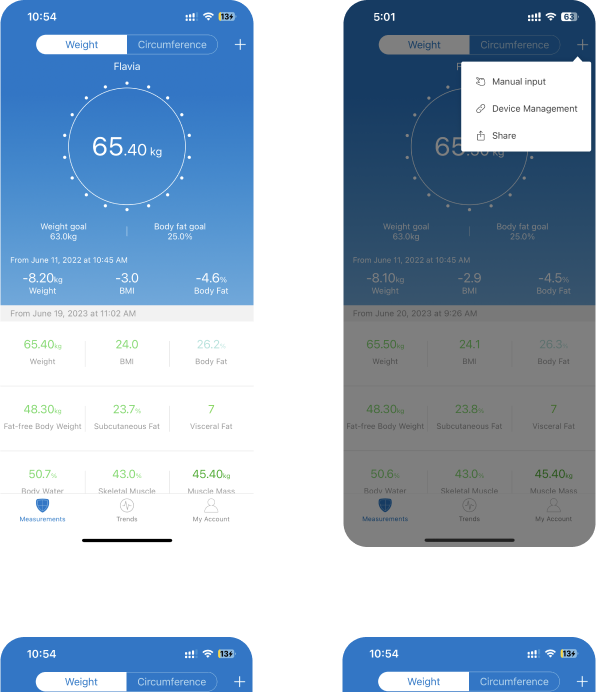 10:54
13
Weight
Circumference
+
Flavia
65.40 kg
Weight goal
63.0kg
Body fat goal
25.0%
From June 11, 2022 at 10:45 AM
-8.20kg
-3.0
-4.6%
Weight
BMI
Body Fat
From June 19, 2023 at 11:02 AM
65.40kg
24.0
26.2%
Weight
BMI
Body Fat
48.30kg
23.7%
7
Fat-free Body Weight
Subcutaneous Fat
Visceral Fat
50.7%
43.0%
45.40kg
Body Water
Skeletal Muscle
Muscle Mass
Measurements
Trends
My Account
5:01
63
Weight
Circumference
+
F
Manual input
Device Management
Share
65.50 kg
Weight goal
63.0kg
Body fat goal
25.0%
From June 11, 2022 at 10:45 AM
-8.10kg
-2.9
-4.5%
Weight
BMI
Body Fat
From June 20, 2023 at 9:26 AM
65.50kg
24.1
26.3%
Weight
BMI
Body Fat
48.30kg
23.8%
7
Fat-free Body Weight
Subcutaneous Fat
Visceral Fat
50.6%
43.0%
45.40kg
Body Water
Skeletal Muscle
Muscle Mass
Measurements
Trends
My Account
10:54
13
Weight
Circumference
+
10:54
13
Weight
Circumference
+